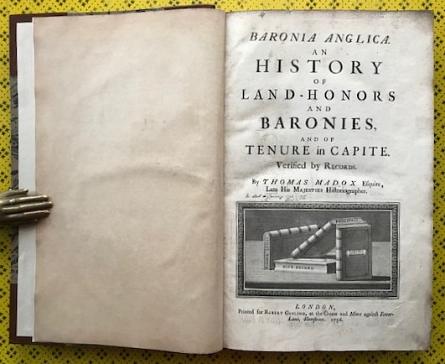 BARONIA ANGLICA.
AN
HISTORY
OF
LAND-HONORS
AND
BARONIES,
AND OF
TENURE in CAPITE.
Verified by RECORDS.
By THOMAS MADOX Esquire,
Late His MAJESTIES Historiographer.
LONDON,
Printed for ROBERT GOSLING, at the Crown and Mitre against Fetter-
Lane, Fleetstreet. 1736.